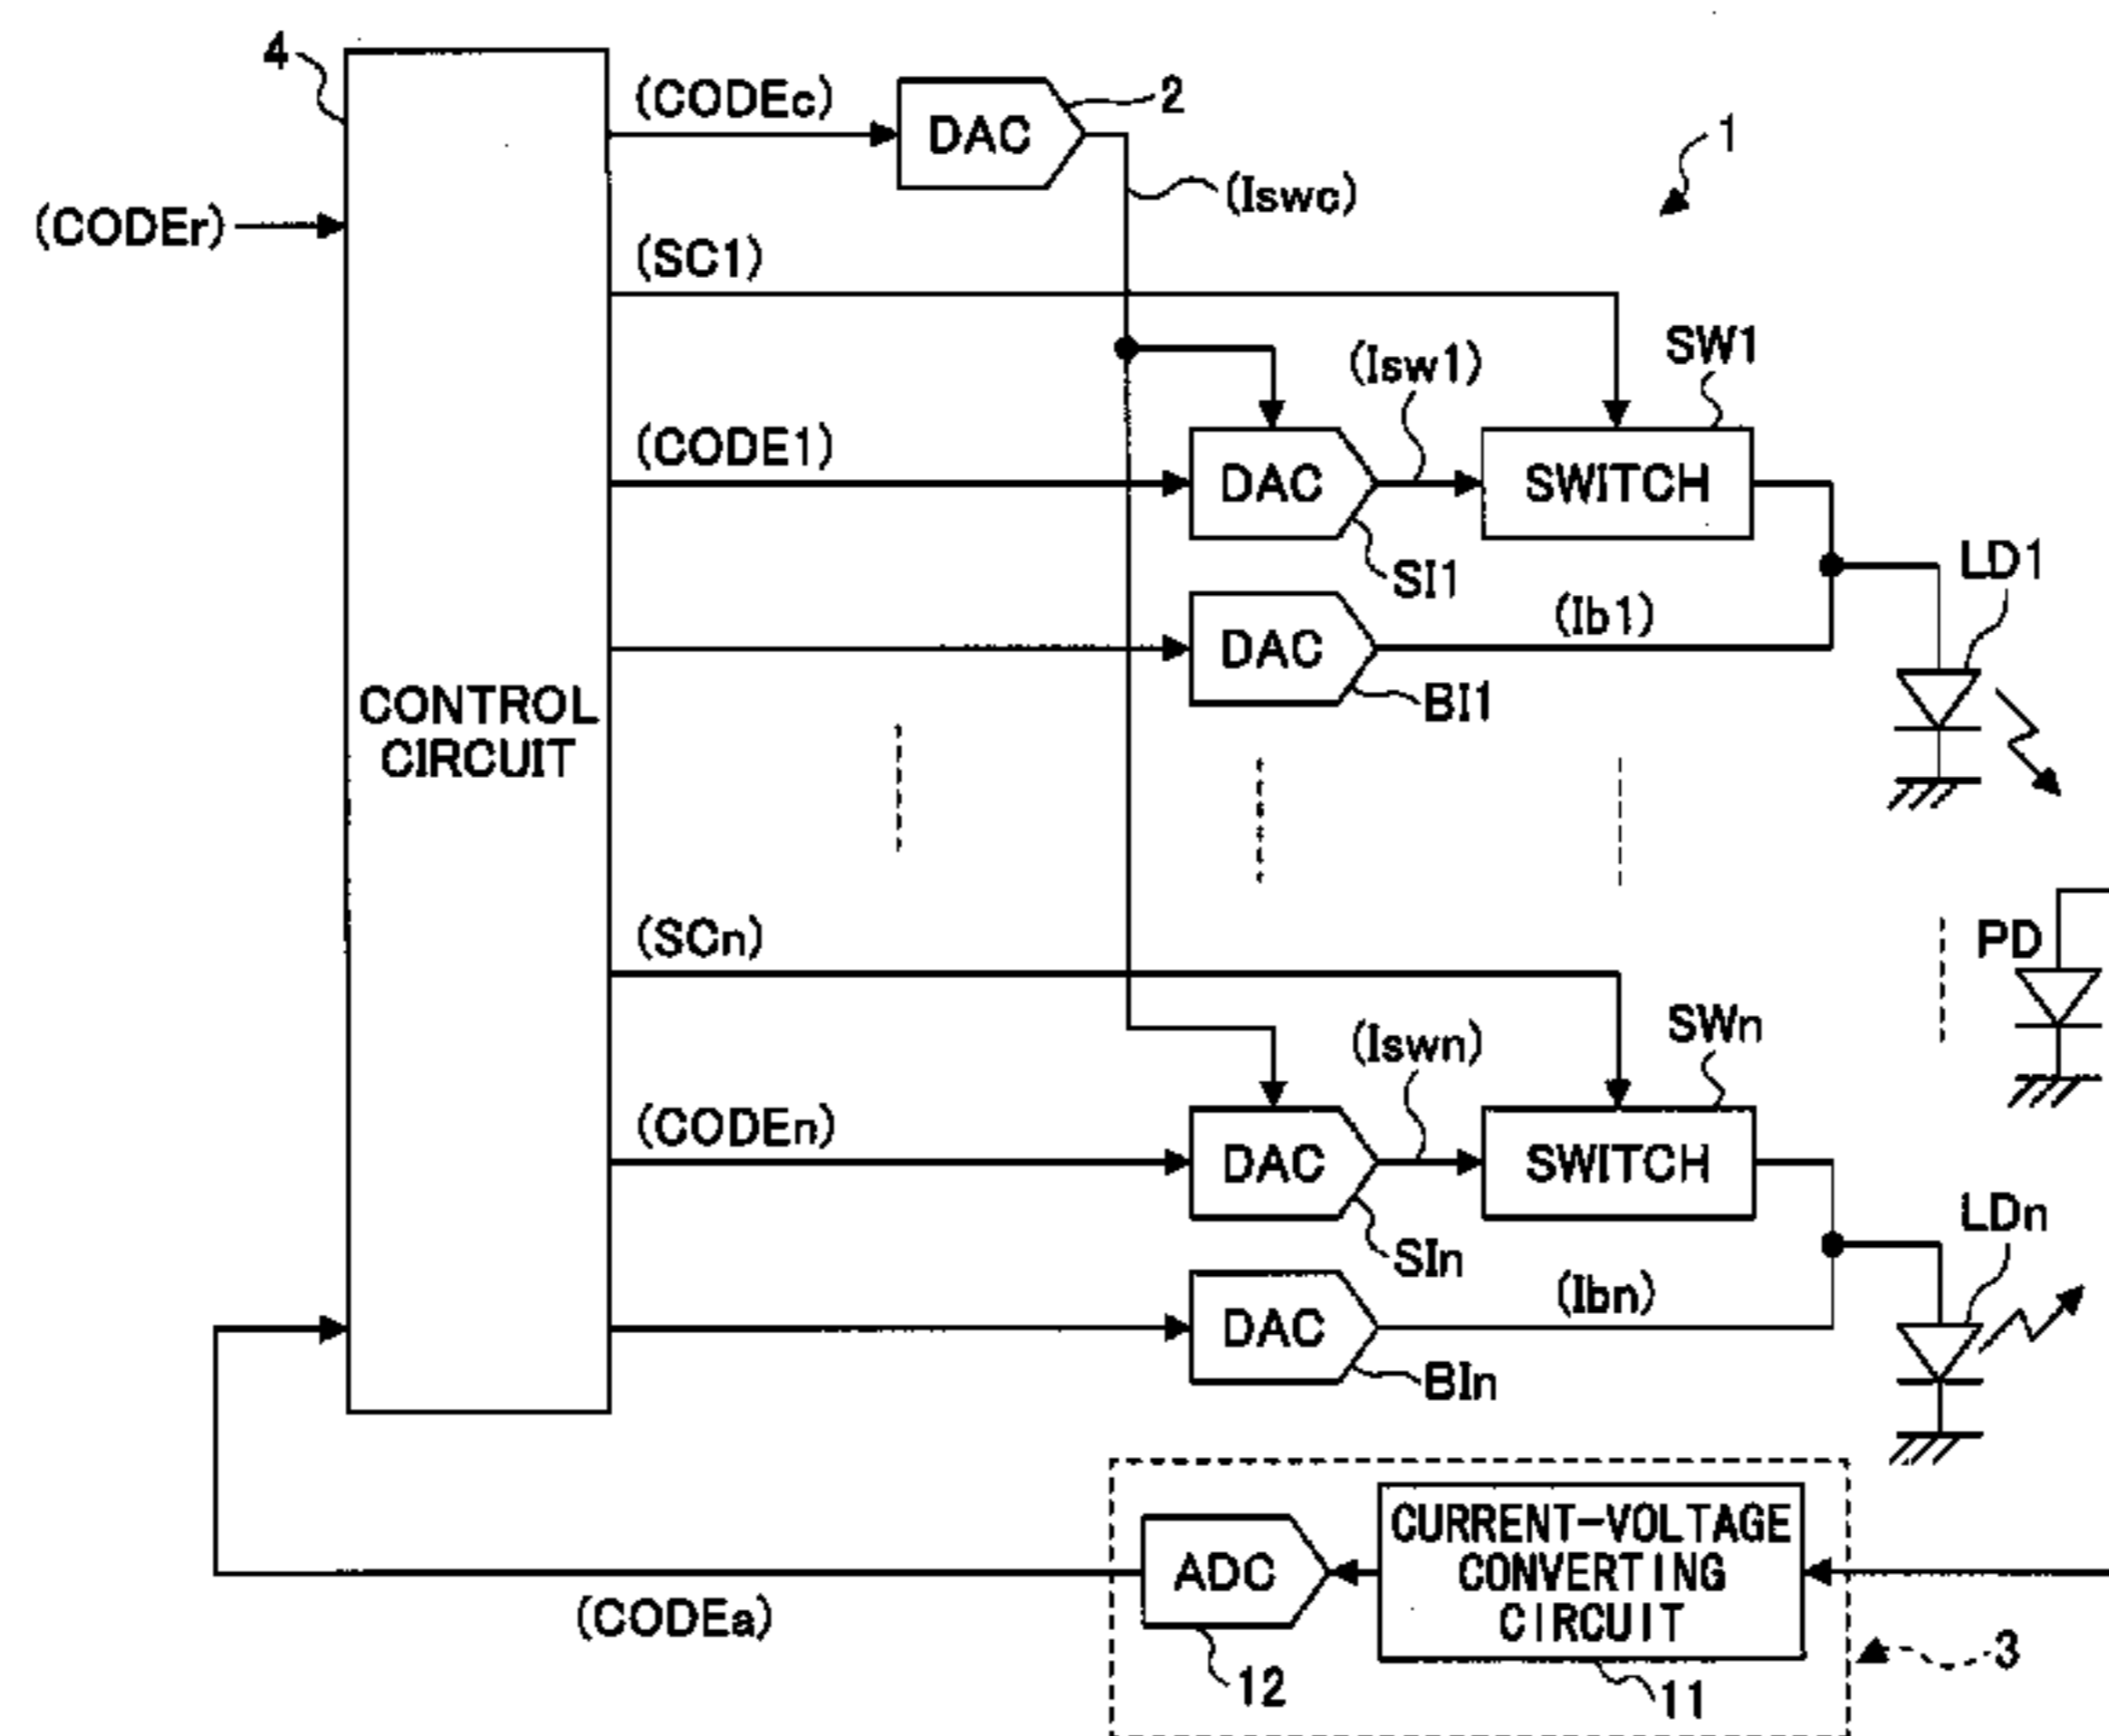 4
(CODEc)
DAC
2
1
(CODEr)
(Iswc)
(SC1)
(Isw1)
SW1
(CODE1)
DAC
SWITCH
SI1
LD1
DAC
(Ib1)
BI1
CONTROL
CIRCUIT
(SCn)
PD
(Iswn)
SWn
(CODEn)
DAC
SWITCH
SIn
LDn
DAC
(Ibn)
BIn
CURRENT-VOLTAGE
CONVERTING
CIRCUIT
ADC
(CODEa)
12
11
3